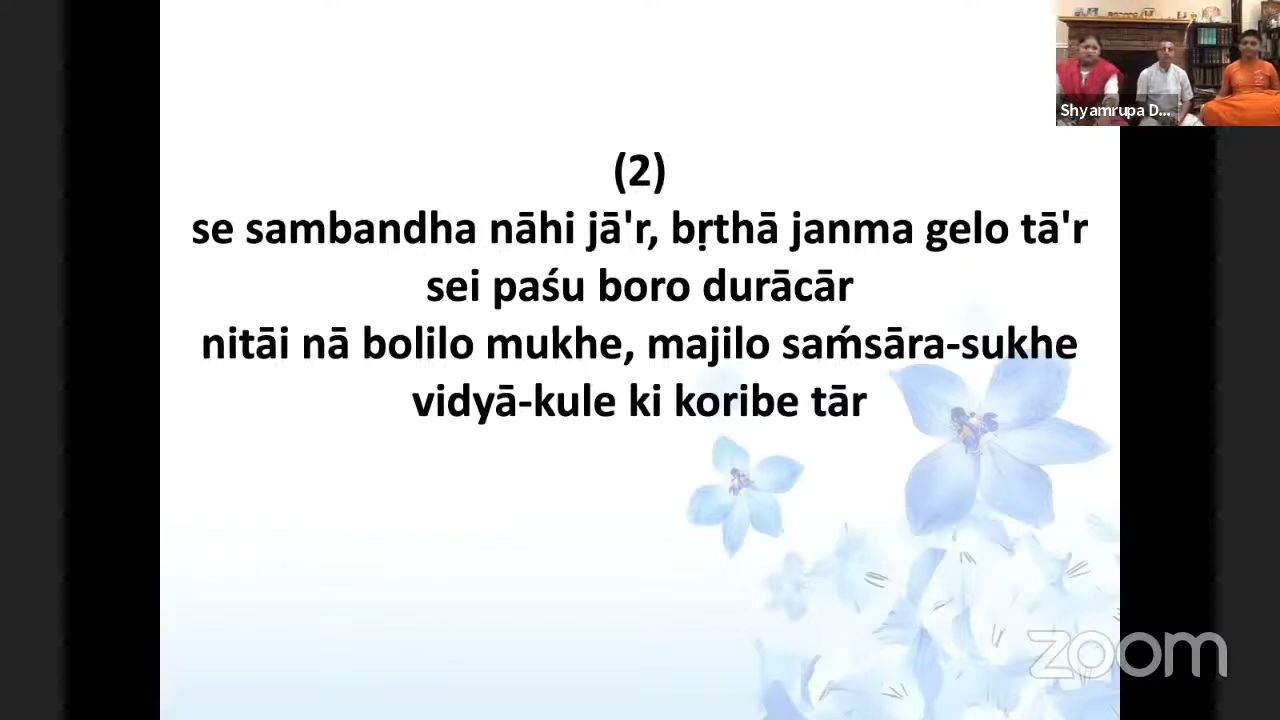 Shyamrupa D...
(2)
se sambandha nāhi jā'r, bṛthā janma gelo tā'r
sei paśu boro durācār
nitāi nā bolilo mukhe, majilo saḿsāra-sukhe
vidyā-kule ki koribe tār
zoom